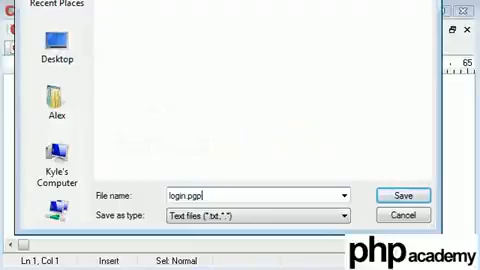 Recent Places
65
Desktop
Alex
Kyle's
Computer
File name: login.pgp
Save
Save as type: Text files (*.txt,*.*)
Cancel
Ln 1, Col 1 Insert Sel: Normal
php academy